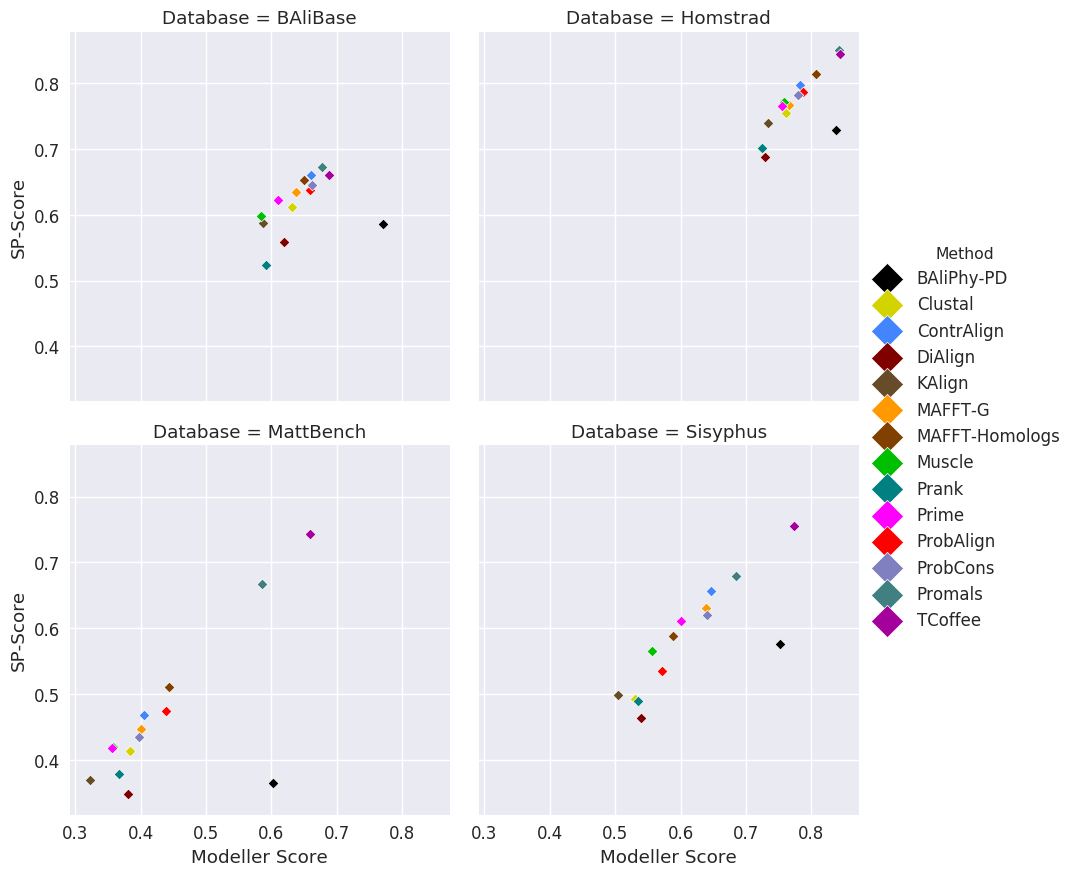 Database = BAliBase
Database = Homstrad
0.8
0.7
0.6
0.5
0.4
SP-Score
Database = MattBench
Database = Sisyphus
0.8
0.7
0.6
0.5
0.4
SP-Score
0.3 0.4 0.5 0.6 0.7 0.8
Modeller Score
0.3 0.4 0.5 0.6 0.7 0.8
Modeller Score
Method
BAliPhy-PD
Clustal
ContrAlign
DiAlign
KAlign
MAFFT-G
MAFFT-Homologs
Muscle
Prank
Prime
ProbAlign
ProbCons
Promals
TCoffee